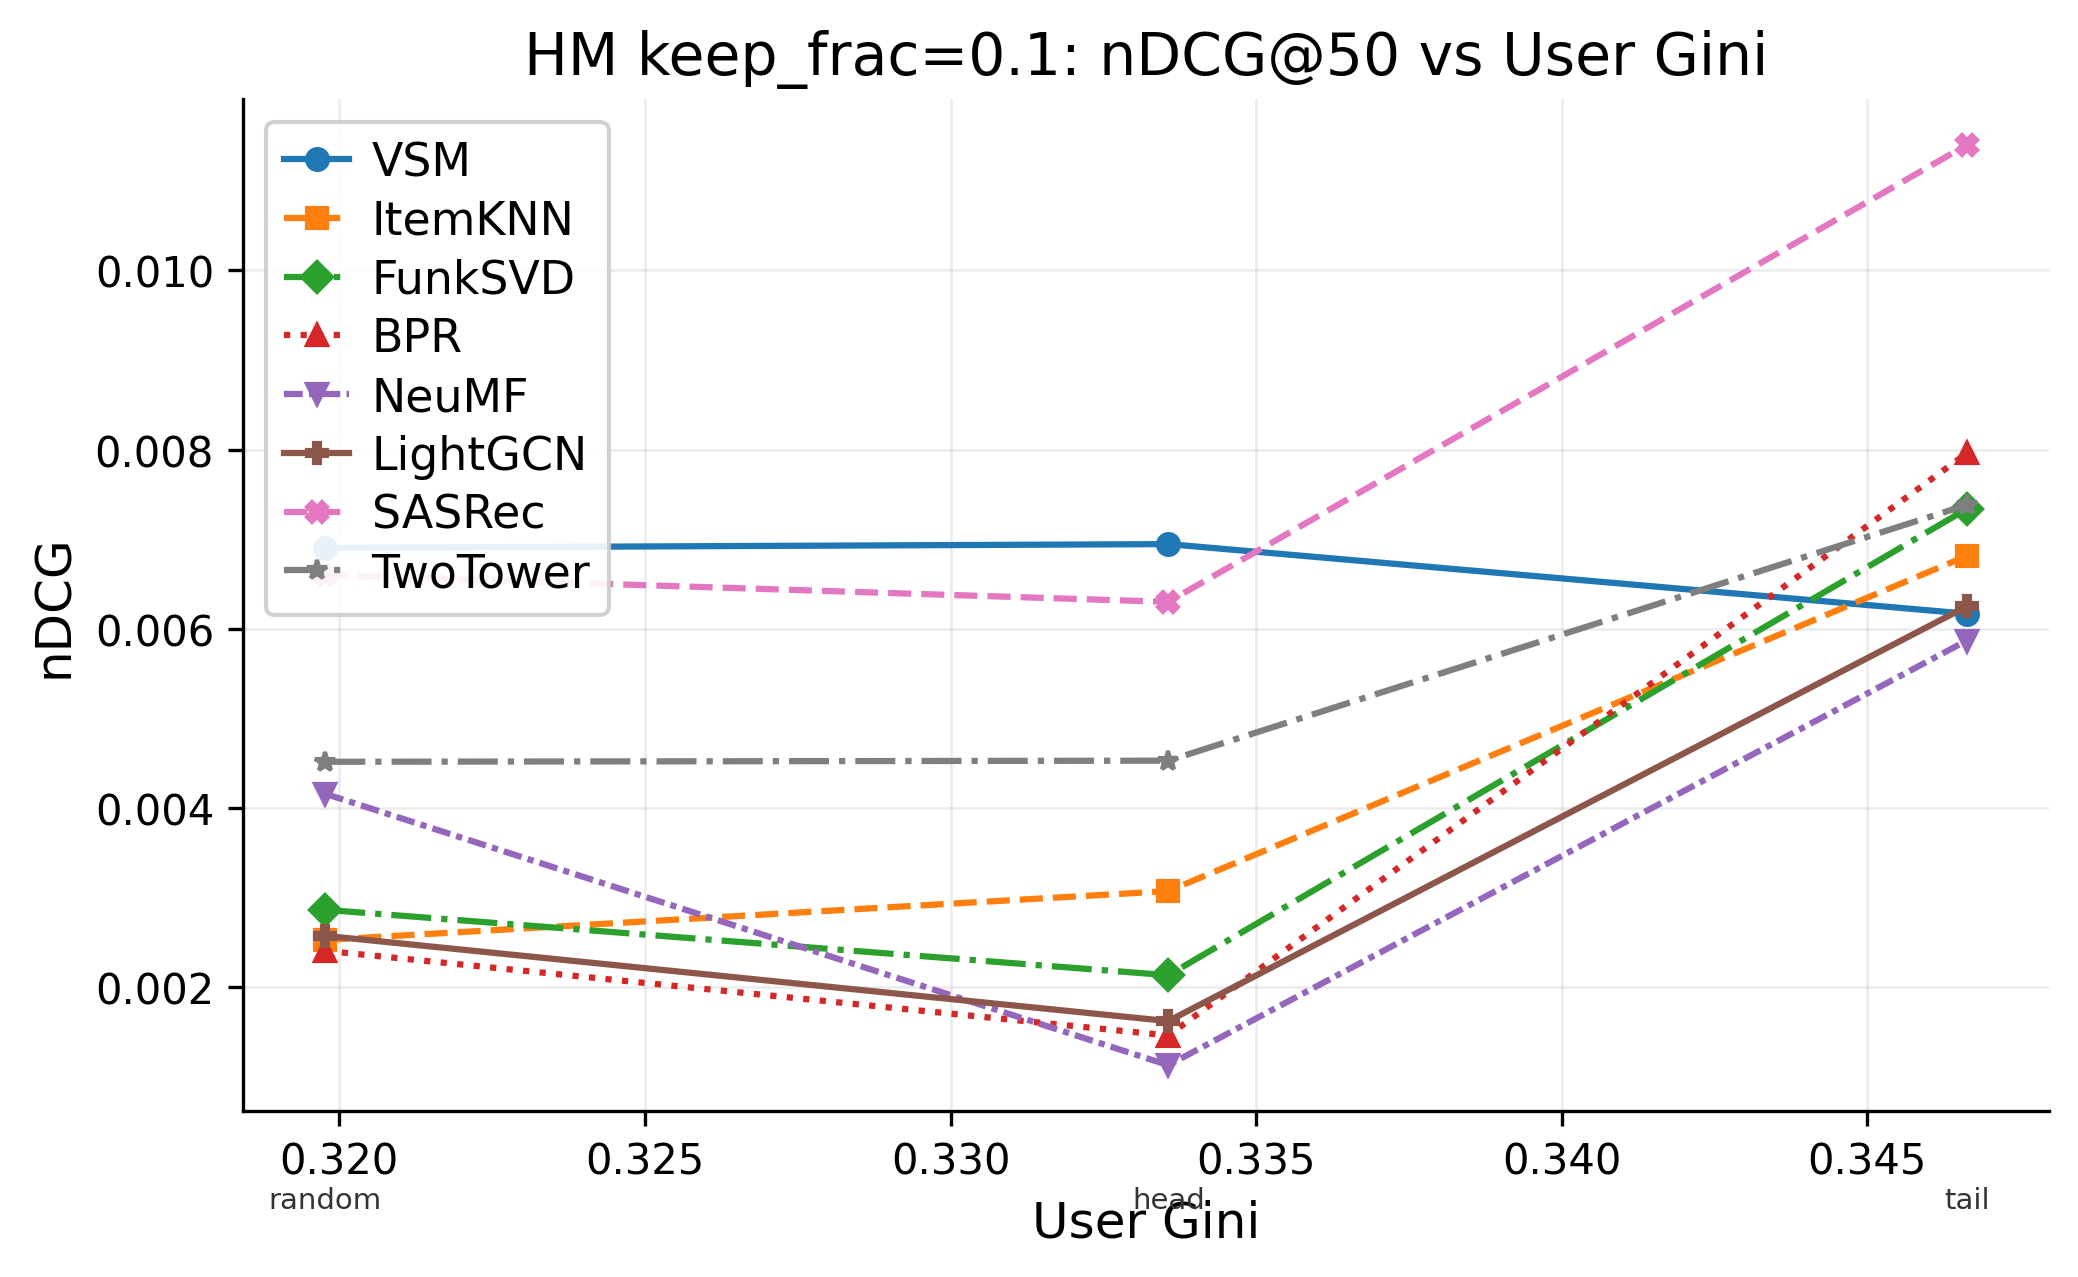 HM keep_frac=0.1: nDCG@50 vs User Gini
VSM
ItemKNN
FunkSVD
BPR
NeuMF
LightGCN
SASRec
TwoTower
nDCG
0.010
0.008
0.006
0.004
0.002
0.320 0.325 0.330 0.335 0.340 0.345
random head tail
User Gini